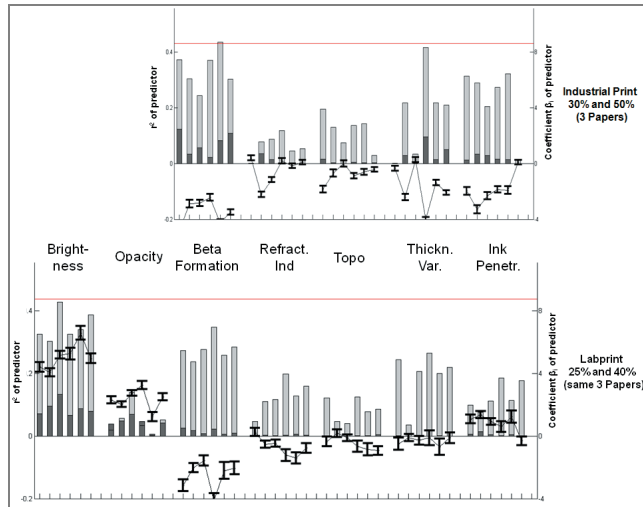 0.4
0.2
0
-0.2
r² of predictor
8
4
0
4
Coefficient βᵢ of predictor
Industrial Print
30% and 50%
(3 Papers)
Bright-
ness
Opacity
Beta
Formation
Refract.
Ind
Topo
Thickn.
Var.
Ink
Penetr.
.4
.2
0
-0.2
r² of predictor
8
4
0
-4
Coefficient βᵢ of predictor
Labprint
25% and 40%
(same 3 Papers)